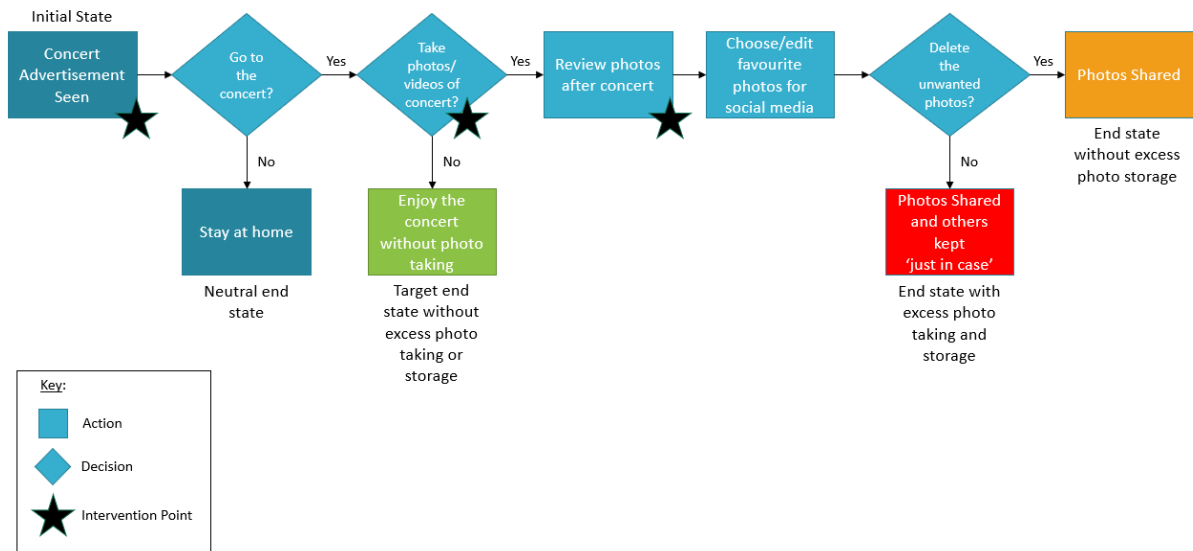 Initial State
Concert
Advertisement
Seen
Go to
the
concert?
Yes
Take
photos/
videos of
concert?
Yes
Review photos
after concert
Choose/edit
favourite
photos for
social media
Delete
the
unwanted
photos?
Yes
Photos Shared
End state
without excess
photo storage
No
Stay at home
Neutral end
state
No
Enjoy the
concert
without photo
taking
Target end
state without
excess photo
taking or
storage
No
Photos Shared
and others
kept
‘just in case’
End state with
excess photo
taking and
storage
Key:
Action
Decision
Intervention Point